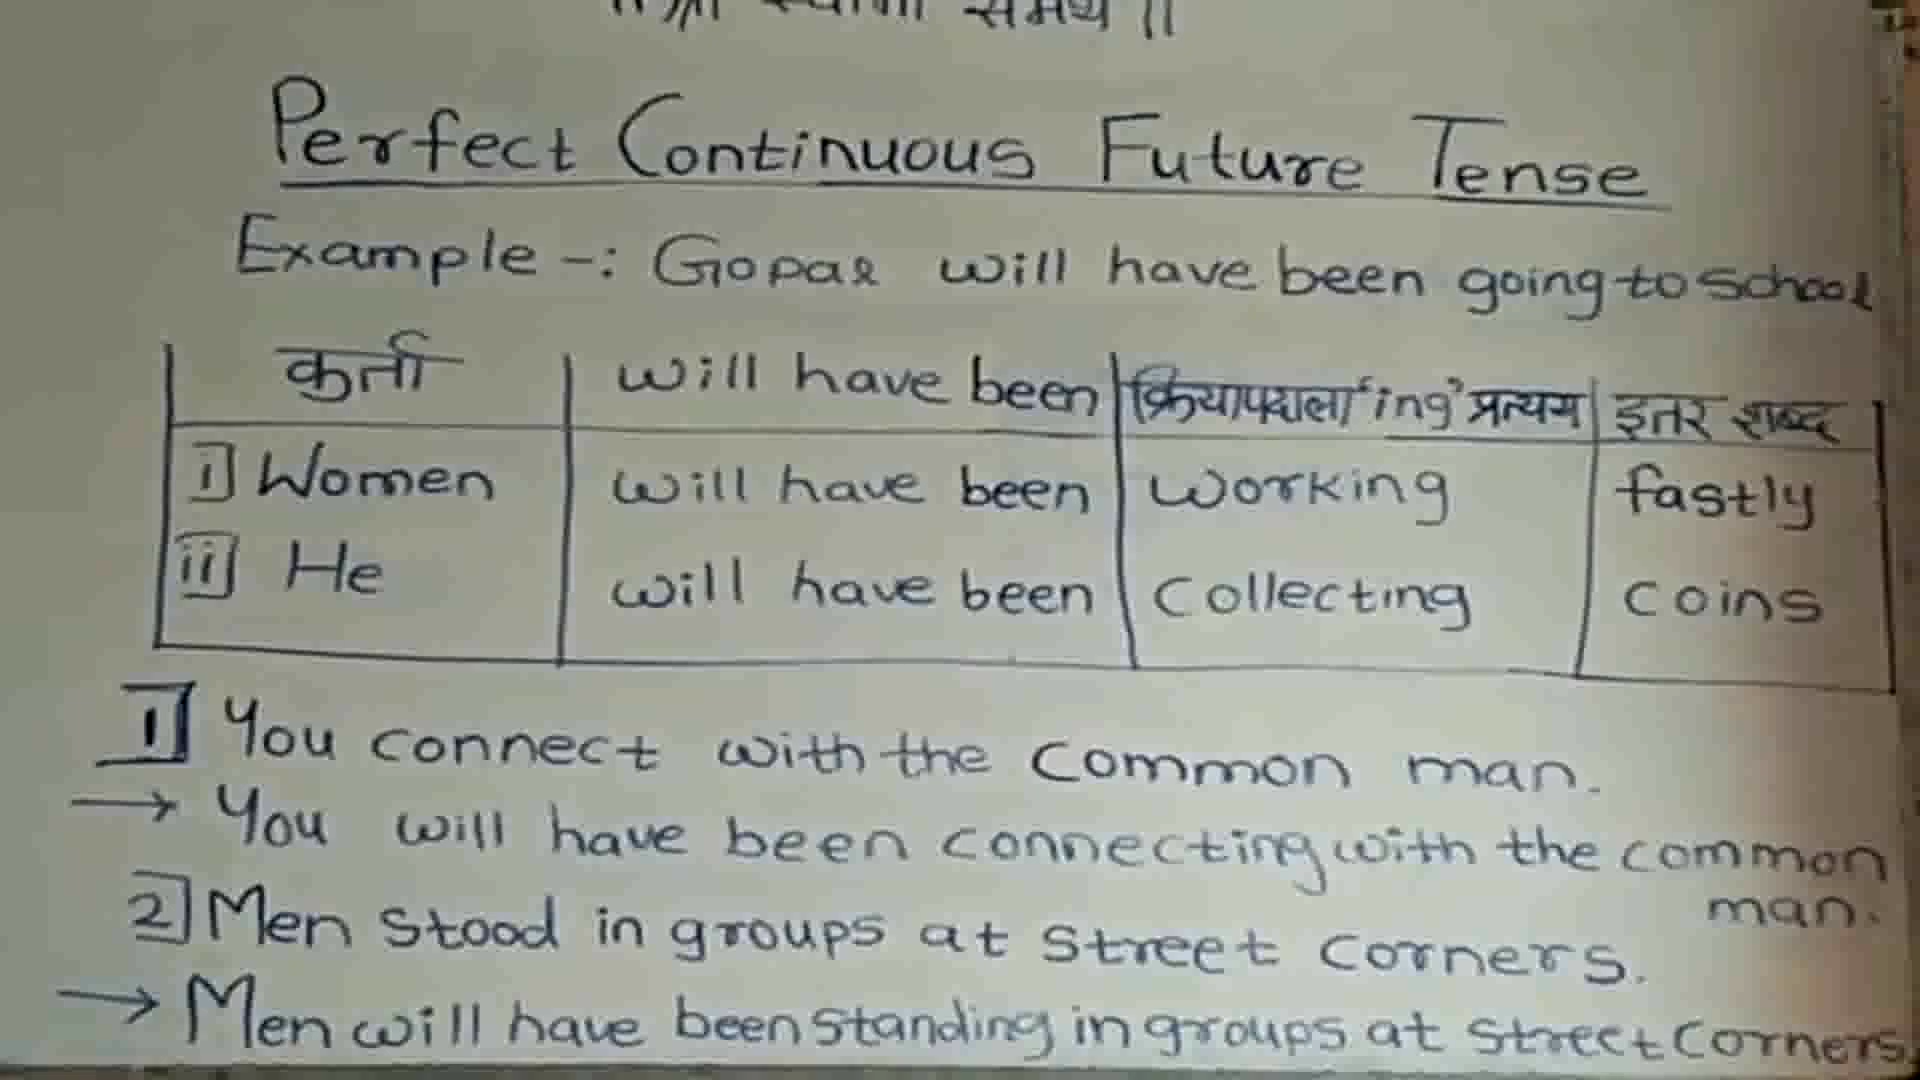 ॥ श्री स्वामी समर्थ ॥
Perfect Continuous Future Tense
Example -: Gopal will have been going to school
कर्ता will have been क्रियापदाला 'ing' प्रत्यय इतर शब्द
i] Women will have been working fastly
ii] He will have been collecting coins
1] You connect with the common man.
→ You will have been connecting with the common
man.
2] Men stood in groups at street corners.
→ Men will have been standing in groups at street corners.